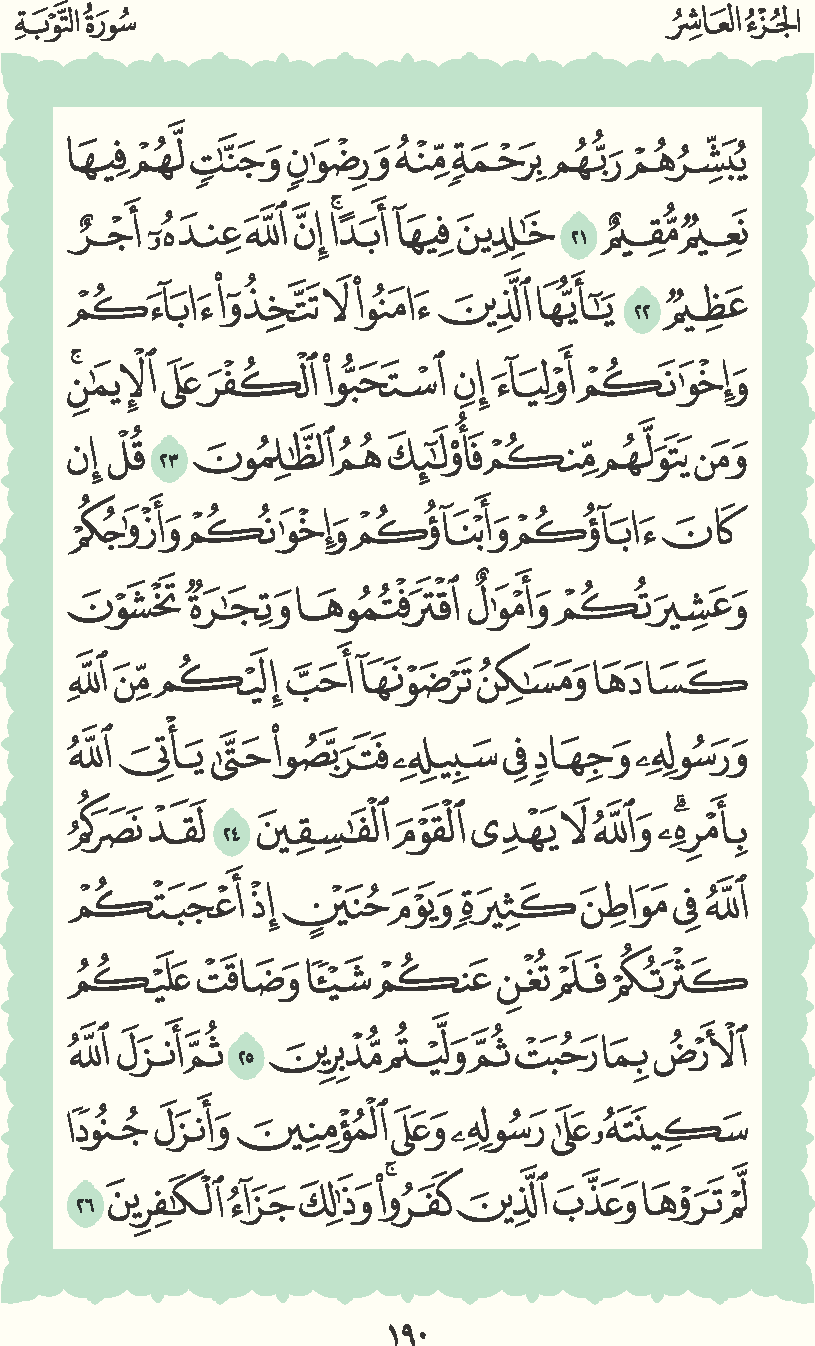 الجُزْءُ العَاشِرُ
سُورَةُ التَّوْبَةِ
يُبَشِّرُهُمْ رَبُّهُم بِرَحْمَةٍ مِّنْهُ وَرِضْوَٰنٍ وَجَنَّٰتٍ لَّهُمْ فِيهَا
نَعِيمٌ مُّقِيمٌ ٢١ خَٰلِدِينَ فِيهَآ أَبَدًاۚ إِنَّ ٱللَّهَ عِندَهُۥٓ أَجْرٌ
عَظِيمٌ ٢٢ يَٰٓأَيُّهَا ٱلَّذِينَ ءَامَنُوا۟ لَا تَتَّخِذُوٓا۟ ءَابَآءَكُمْ
وَإِخْوَٰنَكُمْ أَوْلِيَآءَ إِنِ ٱسْتَحَبُّوا۟ ٱلْكُفْرَ عَلَى ٱلْإِيمَٰنِۚ
وَمَن يَتَوَلَّهُم مِّنكُمْ فَأُو۟لَٰٓئِكَ هُمُ ٱلظَّٰلِمُونَ ٢٣ قُلْ إِن
كَانَ ءَابَآؤُكُمْ وَأَبْنَآؤُكُمْ وَإِخْوَٰنُكُمْ وَأَزْوَٰجُكُمْ
وَعَشِيرَتُكُمْ وَأَمْوَٰلٌ ٱقْتَرَفْتُمُوهَا وَتِجَٰرَةٌ تَخْشَوْنَ
كَسَادَهَا وَمَسَٰكِنُ تَرْضَوْنَهَآ أَحَبَّ إِلَيْكُم مِّنَ ٱللَّهِ
وَرَسُولِهِۦ وَجِهَادٍ فِى سَبِيلِهِۦ فَتَرَبَّصُوا۟ حَتَّىٰ يَأْتِىَ ٱللَّهُ
بِأَمْرِهِۦۗ وَٱللَّهُ لَا يَهْدِى ٱلْقَوْمَ ٱلْفَٰسِقِينَ ٢٤ لَقَدْ نَصَرَكُمُ
ٱللَّهُ فِى مَوَاطِنَ كَثِيرَةٍ وَيَوْمَ حُنَيْنٍ إِذْ أَعْجَبَتْكُمْ
كَثْرَتُكُمْ فَلَمْ تُغْنِ عَنكُمْ شَيْـًٔا وَضَاقَتْ عَلَيْكُمُ
ٱلْأَرْضُ بِمَا رَحُبَتْ ثُمَّ وَلَّيْتُم مُّدْبِرِينَ ٢٥ ثُمَّ أَنزَلَ ٱللَّهُ
سَكِينَتَهُۥ عَلَىٰ رَسُولِهِۦ وَعَلَى ٱلْمُؤْمِنِينَ وَأَنزَلَ جُنُودًا
لَّمْ تَرَوْهَا وَعَذَّبَ ٱلَّذِينَ كَفَرُوا۟ۚ وَذَٰلِكَ جَزَآءُ ٱلْكَٰفِرِينَ ٢٦
١٩٠